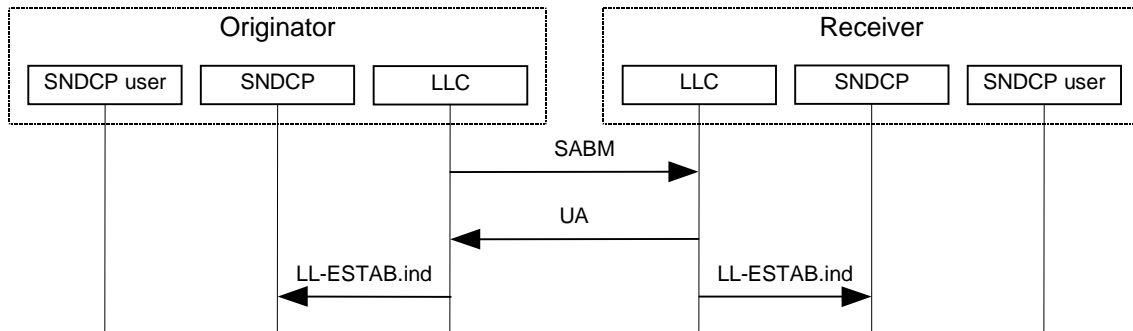 Originator
Receiver
SNDCP user
SNDCP
LLC
LLC
SNDCP
SNDCP user
SABM
UA
LL-ESTAB.ind
LL-ESTAB.ind